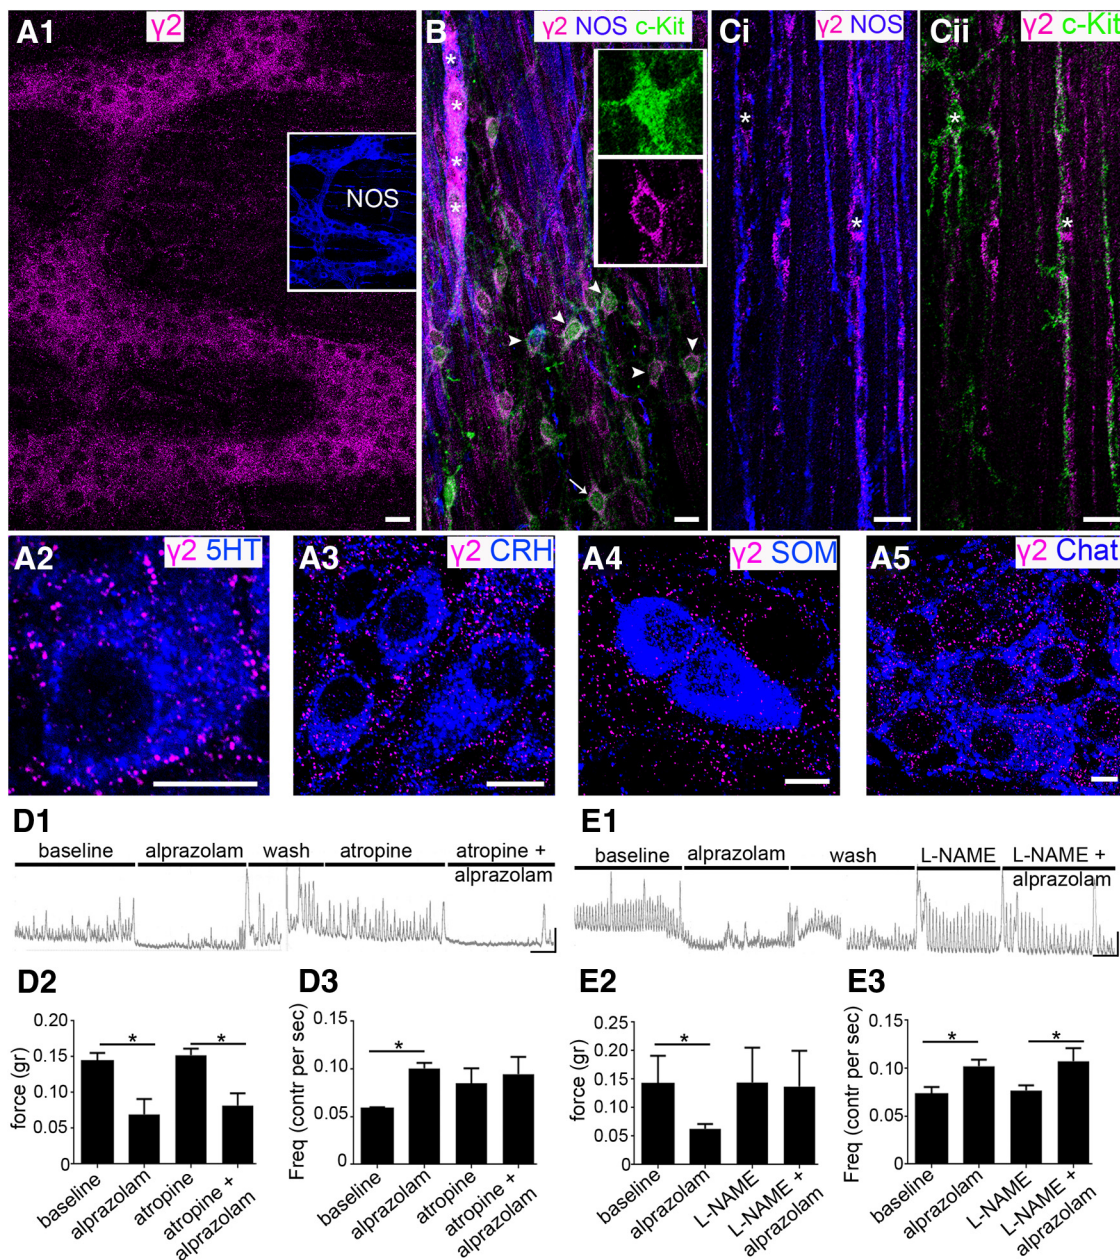 A1
γ2
NOS
B
γ2 NOS c-Kit
*
*
*
*
Ci
γ2 NOS
*
*
Cii
γ2 c-Kit
*
*
A2
γ2 5HT
A3
γ2 CRH
A4
γ2 SOM
A5
γ2 Chat
D1
baseline
alprazolam
wash
atropine
atropine +
alprazolam
E1
baseline
alprazolam
wash
L-NAME
L-NAME +
alprazolam
D2
force (gr)
0.20
0.15
0.10
0.05
0
*
*
baseline
alprazolam
atropine
atropine +
alprazolam
D3
Freq (contr per sec)
0.15
0.10
0.05
0
*
baseline
alprazolam
atropine
atropine +
alprazolam
E2
force (gr)
0.25
0.20
0.15
0.10
0.05
0
*
baseline
alprazolam
L-NAME
L-NAME +
alprazolam
E3
Freq (contr per sec)
0.15
0.10
0.05
0
*
*
baseline
alprazolam
L-NAME
L-NAME +
alprazolam